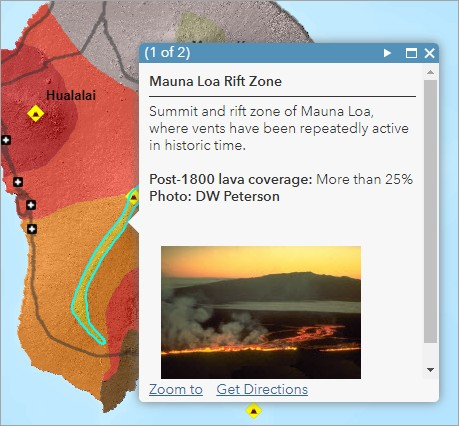 (1 of 2)
Mauna Loa Rift Zone
Hualalai
Summit and rift zone of Mauna Loa,
where vents have been repeatedly active
in historic time.
Post-1800 lava coverage: More than 25%
Photo: DW Peterson
Zoom to Get Directions